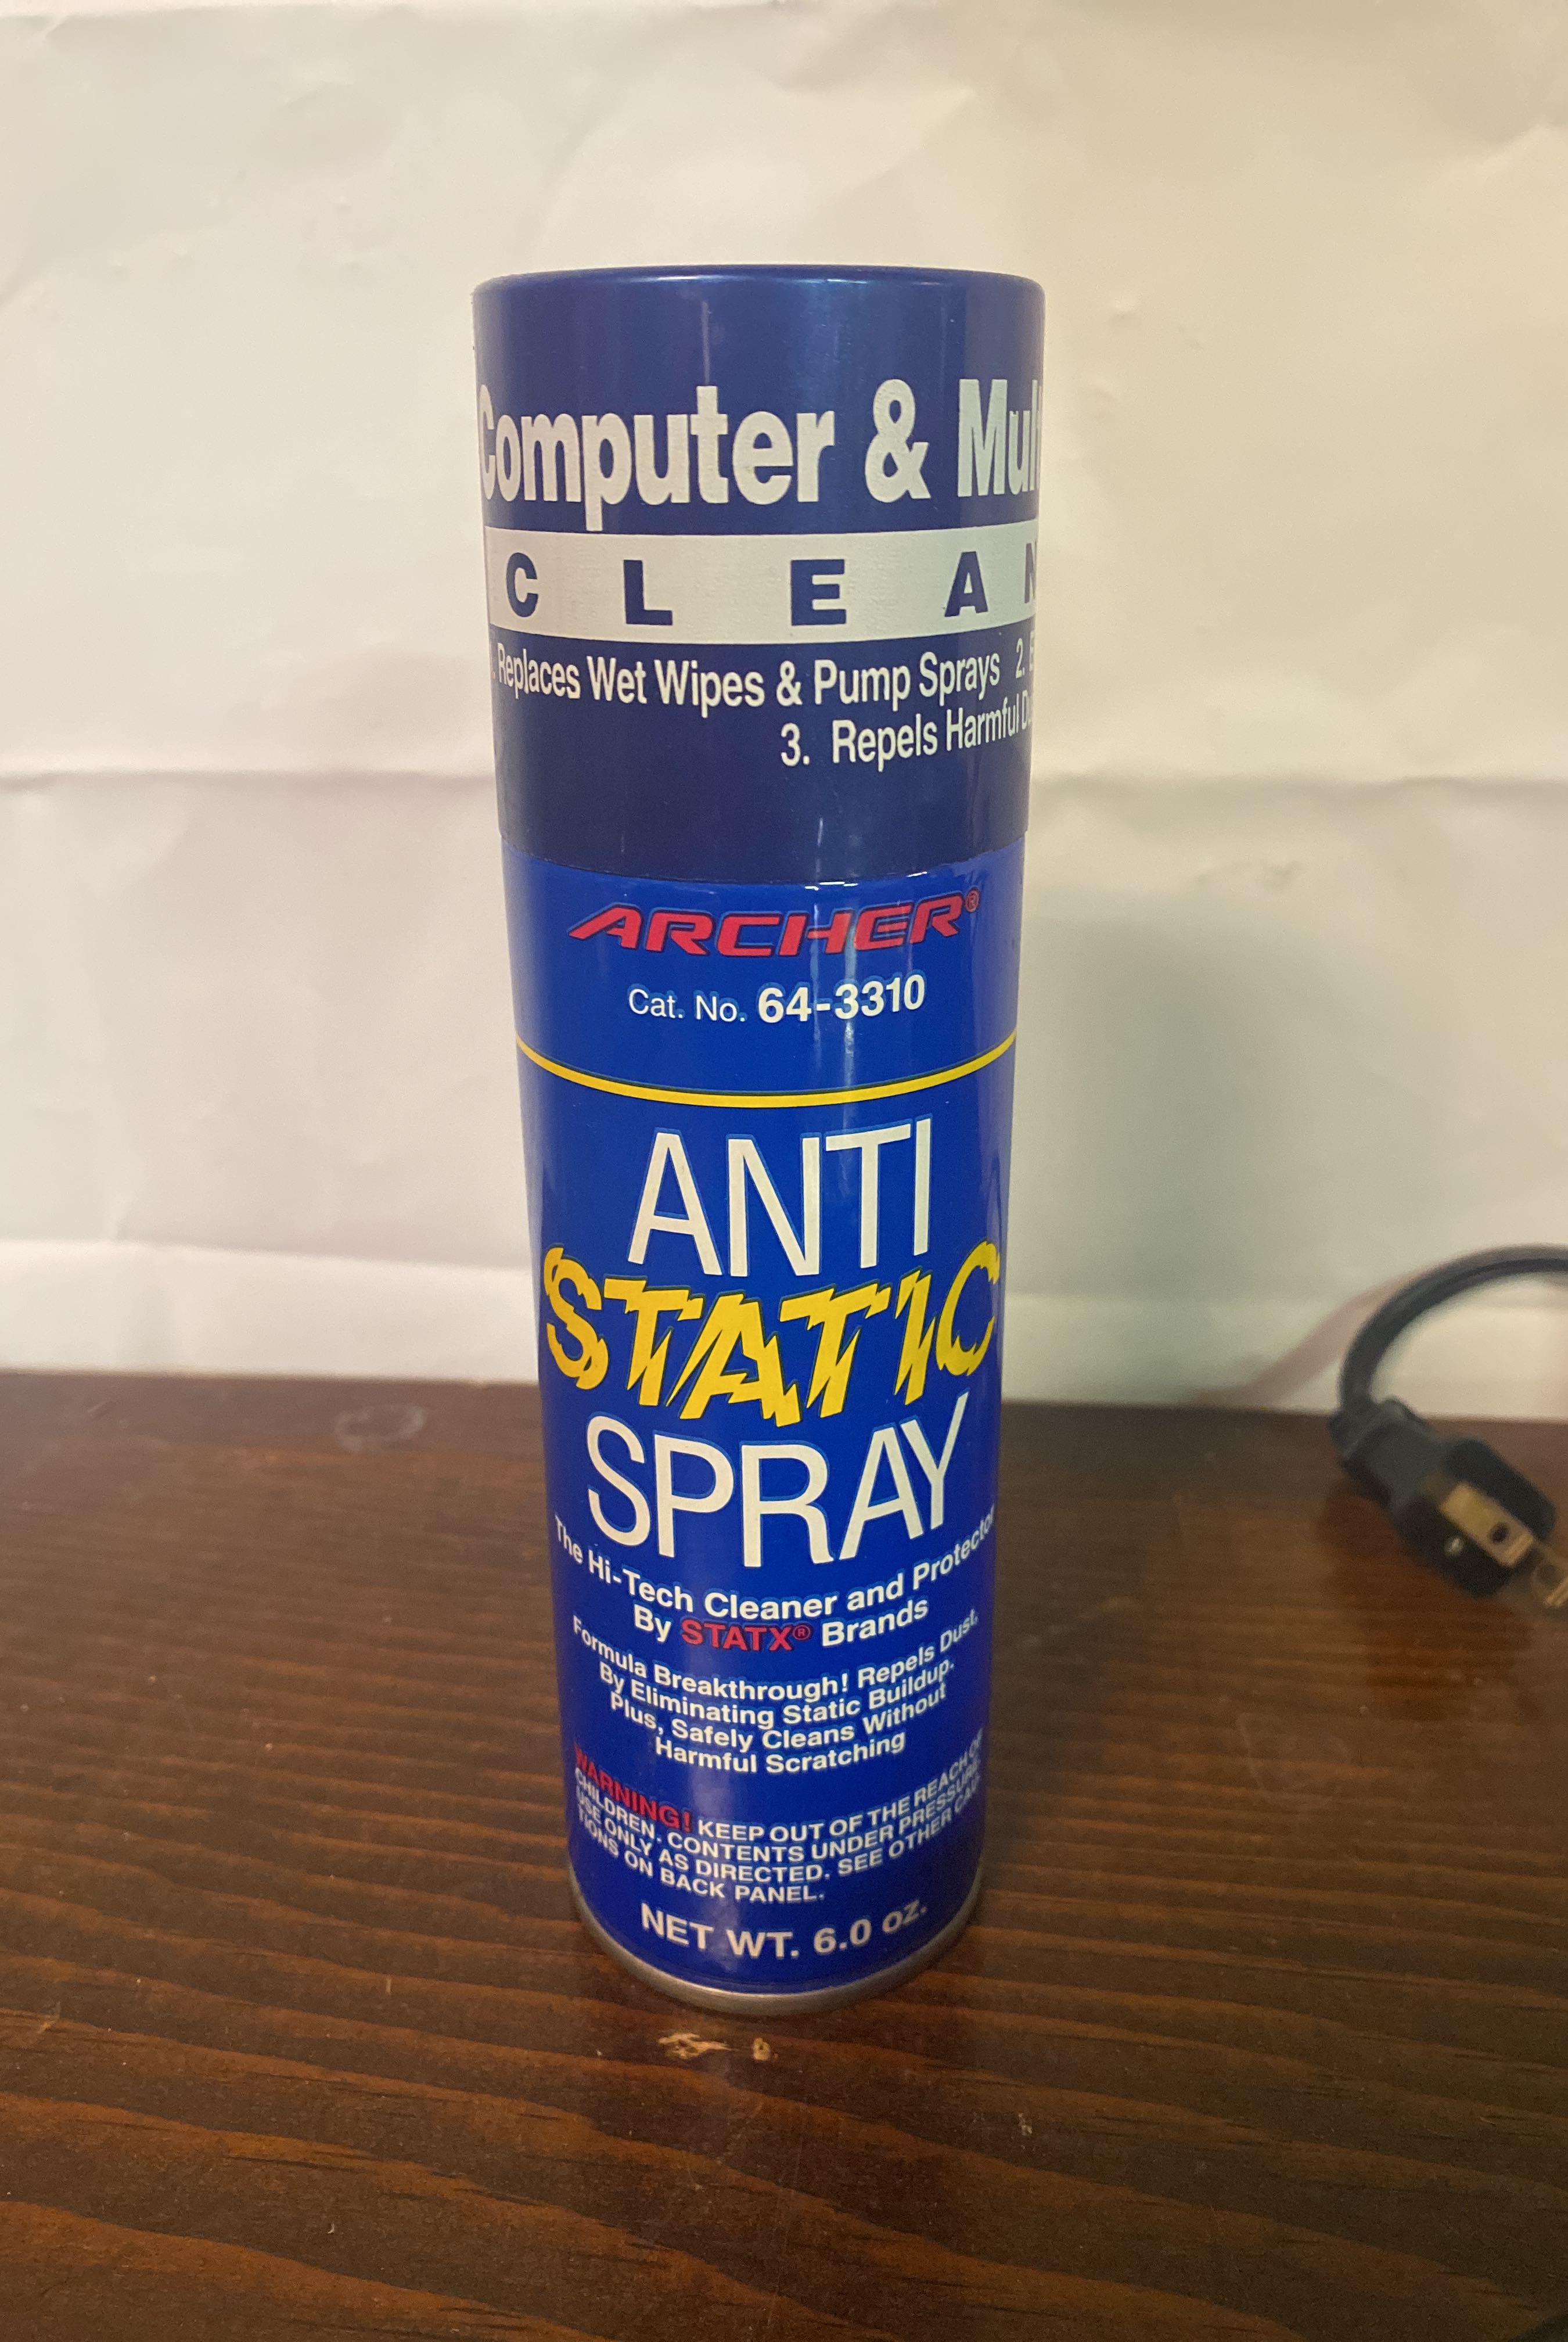 Computer &
C L E A N
Replaces Wet Wipes & Pump Sprays 2.
3. Repels Harmful
ARCHER®
Cat. No. 64-3310
ANTI
STATIC
SPRAY
The Hi-Tech Cleaner and Protector
By STATX® Brands
Formula Breakthrough! Repels Dust,
By Eliminating Static Buildup.
Plus, Safely Cleans Without
Harmful Scratching
WARNING! KEEP OUT OF THE REACH OF
CHILDREN. CONTENTS UNDER PRESSURE.
USE ONLY AS DIRECTED. SEE OTHER CAU-
TIONS ON BACK PANEL.
NET WT. 6.0 oz.